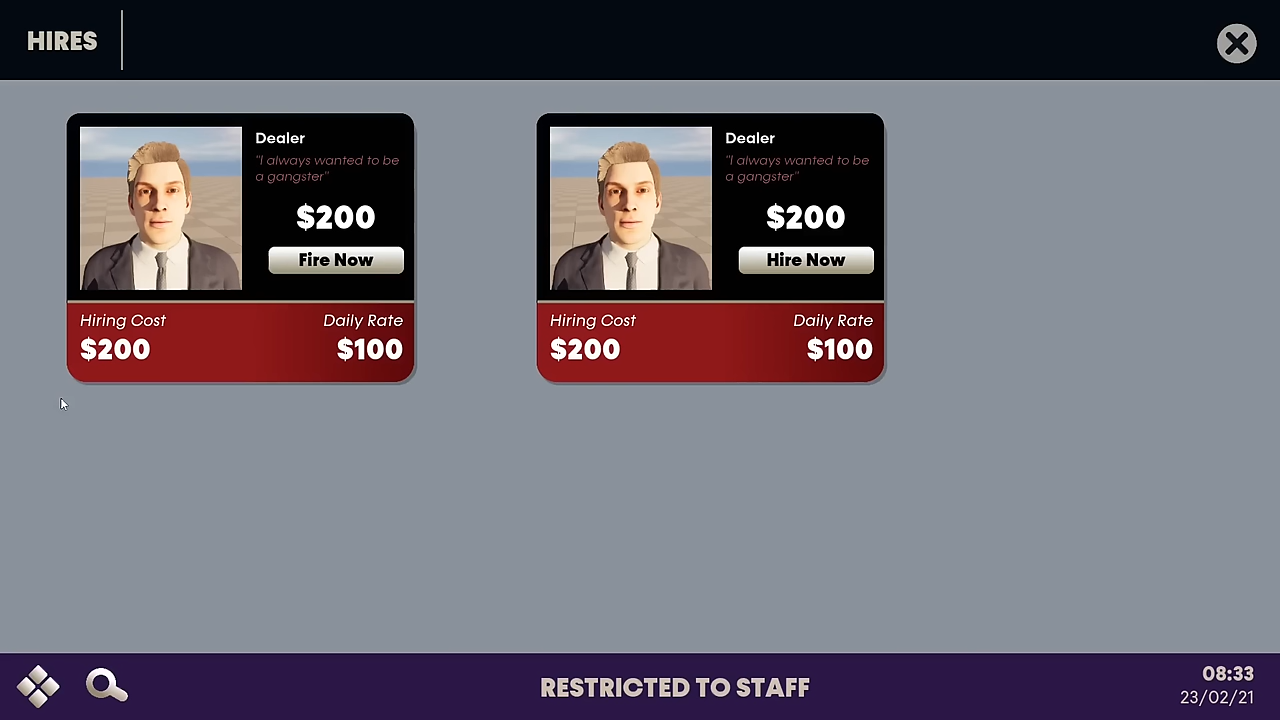 HIRES
Dealer
"I always wanted to be
a gangster"
$200
Fire Now
Hiring Cost
Daily Rate
$200
$100
Dealer
"I always wanted to be
a gangster"
$200
Hire Now
Hiring Cost
Daily Rate
$200
$100
RESTRICTED TO STAFF
08:33
23/02/21